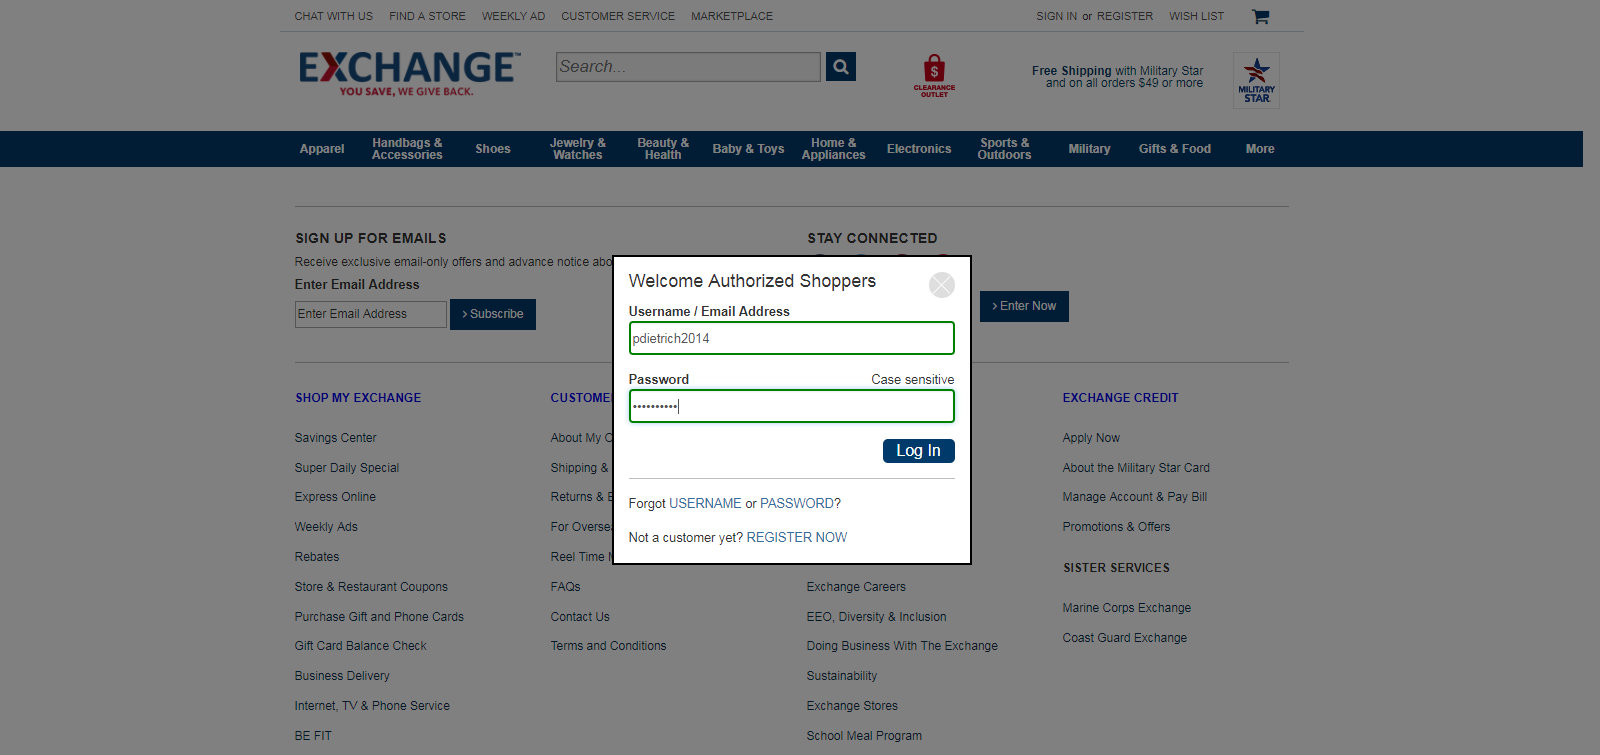 CHAT WITH US FIND A STORE WEEKLY AD CUSTOMER SERVICE MARKETPLACE SIGN IN or REGISTER WISH LIST
EXCHANGE™
YOU SAVE, WE GIVE BACK.
Search...
$
CLEARANCE
OUTLET
Free Shipping with Military Star
and on all orders $49 or more
MILITARY
STAR
Apparel
Handbags &
Accessories
Shoes
Jewelry &
Watches
Beauty &
Health
Baby & Toys
Home &
Appliances
Electronics
Sports &
Outdoors
Military
Gifts & Food
More
SIGN UP FOR EMAILS
Receive exclusive email-only offers and advance notice
Enter Email Address
Enter Email Address
› Subscribe
STAY CONNECTED
› Enter Now
Welcome Authorized Shoppers
Username / Email Address
pdietrich2014
Password Case sensitive
••••••••••
Log In
Forgot USERNAME or PASSWORD?
Not a customer yet? REGISTER NOW
SHOP MY EXCHANGE
Savings Center
Super Daily Special
Express Online
Weekly Ads
Rebates
Store & Restaurant Coupons
Purchase Gift and Phone Cards
Gift Card Balance Check
Business Delivery
Internet, TV & Phone Service
BE FIT
About My
Shipping &
Returns &
For
Reel Time
FAQs
Contact Us
Terms and Conditions
Exchange Careers
EEO, Diversity & Inclusion
Doing Business With The Exchange
Sustainability
Exchange Stores
School Meal Program
EXCHANGE CREDIT
Apply Now
About the Military Star Card
Manage Account & Pay Bill
Promotions & Offers
SISTER SERVICES
Marine Corps Exchange
Coast Guard Exchange